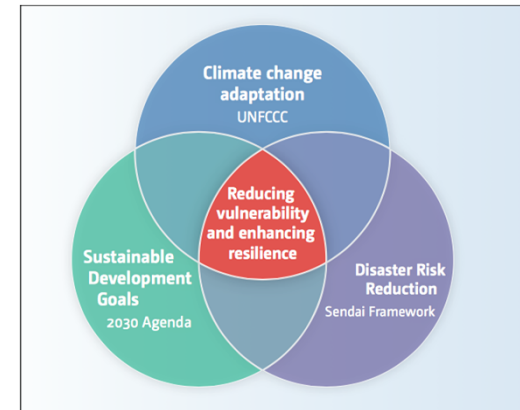 Climate change
adaptation
UNFCCC
Reducing
vulnerability
and enhancing
resilience
Sustainable
Development
Goals
2030 Agenda
Disaster Risk
Reduction
Sendai Framework